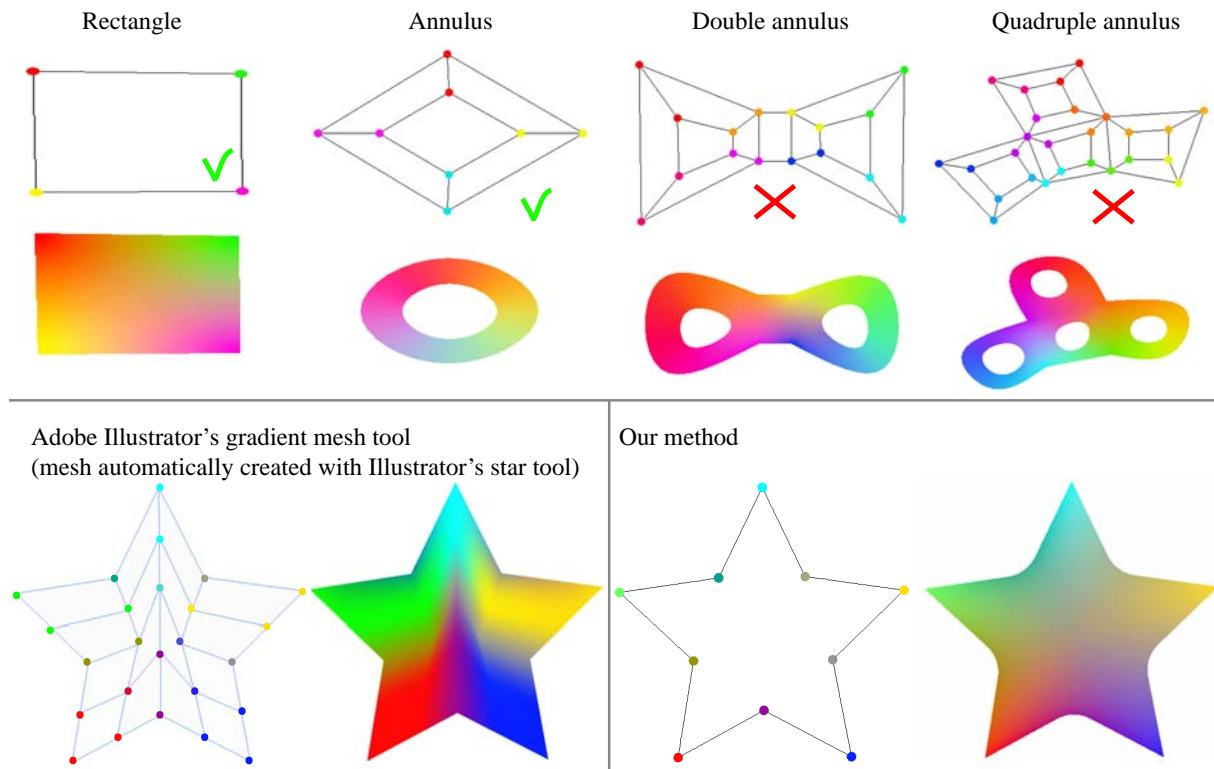 Rectangle
Annulus
Double annulus
Quadruple annulus
Adobe Illustrator's gradient mesh tool
(mesh automatically created with Illustrator's star tool)
Our method